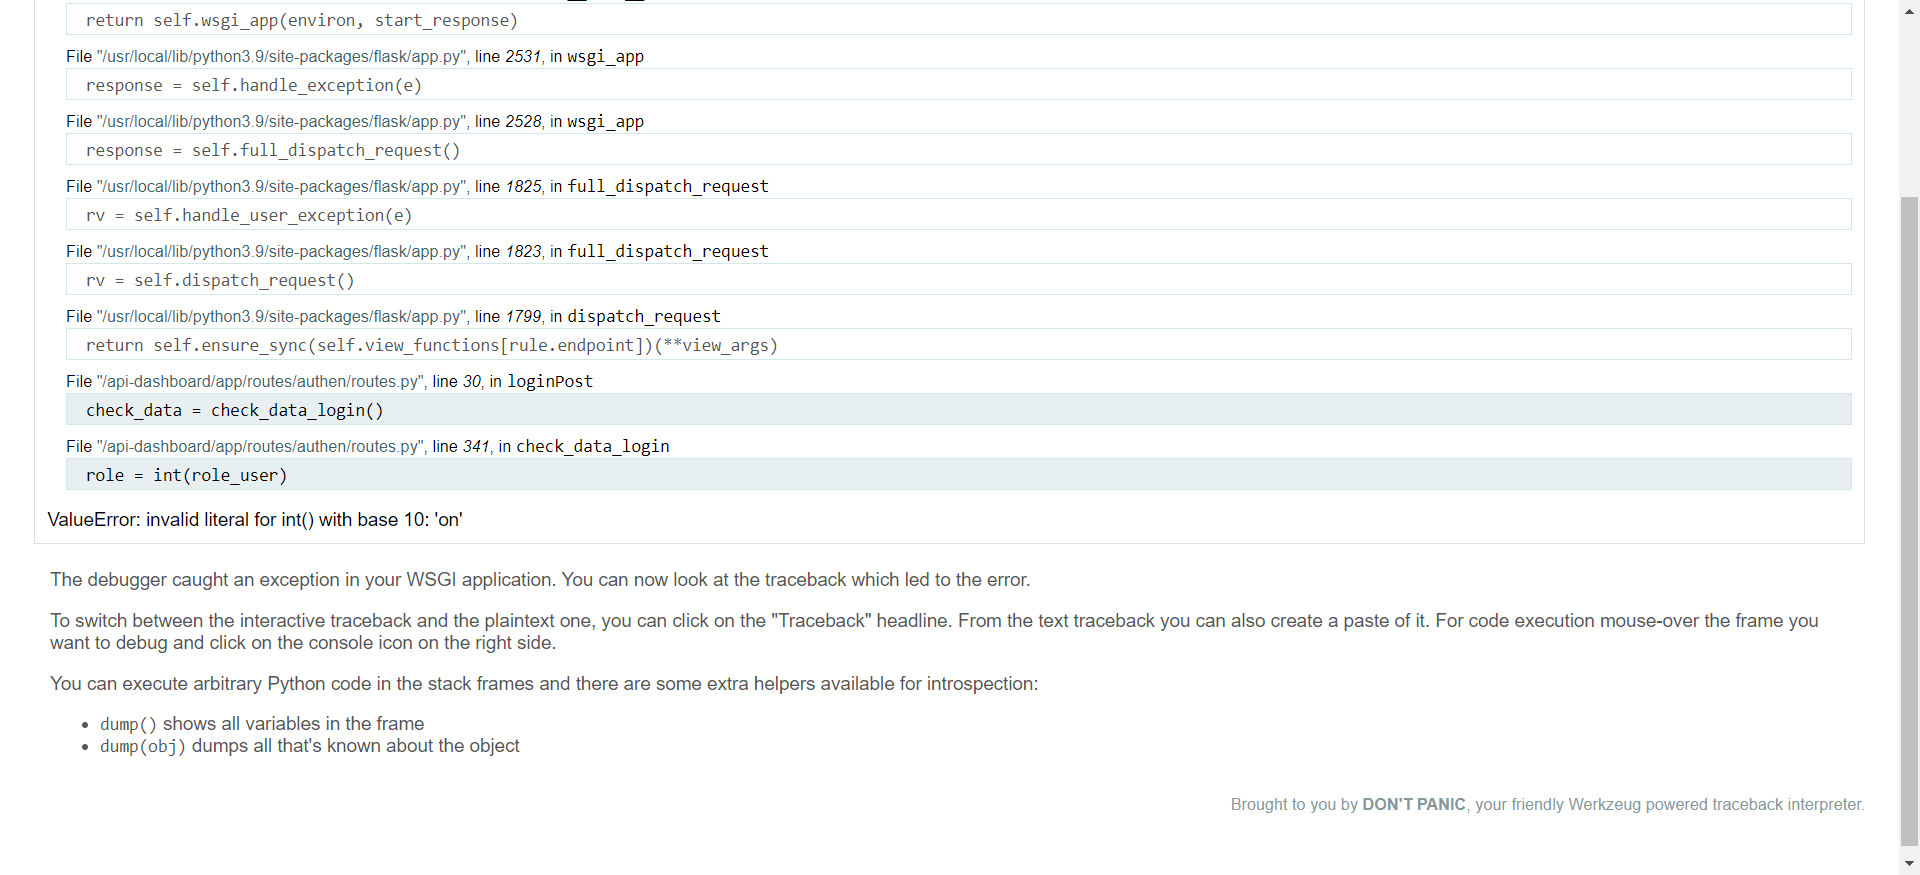 return self.wsgi_app(environ, start_response)
File "/usr/local/lib/python3.9/site-packages/flask/app.py", line 2531, in wsgi_app
response = self.handle_exception(e)
File "/usr/local/lib/python3.9/site-packages/flask/app.py", line 2528, in wsgi_app
response = self.full_dispatch_request()
File "/usr/local/lib/python3.9/site-packages/flask/app.py", line 1825, in full_dispatch_request
rv = self.handle_user_exception(e)
File "/usr/local/lib/python3.9/site-packages/flask/app.py", line 1823, in full_dispatch_request
rv = self.dispatch_request()
File "/usr/local/lib/python3.9/site-packages/flask/app.py", line 1799, in dispatch_request
return self.ensure_sync(self.view_functions[rule.endpoint])(**view_args)
File "/api-dashboard/app/routes/authen/routes.py", line 30, in loginPost
check_data = check_data_login()
File "/api-dashboard/app/routes/authen/routes.py", line 341, in check_data_login
role = int(role_user)
ValueError: invalid literal for int() with base 10: 'on'
The debugger caught an exception in your WSGI application. You can now look at the traceback which led to the error.
To switch between the interactive traceback and the plaintext one, you can click on the "Traceback" headline. From the text traceback you can also create a paste of it. For code execution mouse-over the frame you
want to debug and click on the console icon on the right side.
You can execute arbitrary Python code in the stack frames and there are some extra helpers available for introspection:
• dump() shows all variables in the frame
• dump(obj) dumps all that's known about the object
Brought to you by DON'T PANIC, your friendly Werkzeug powered traceback interpreter.